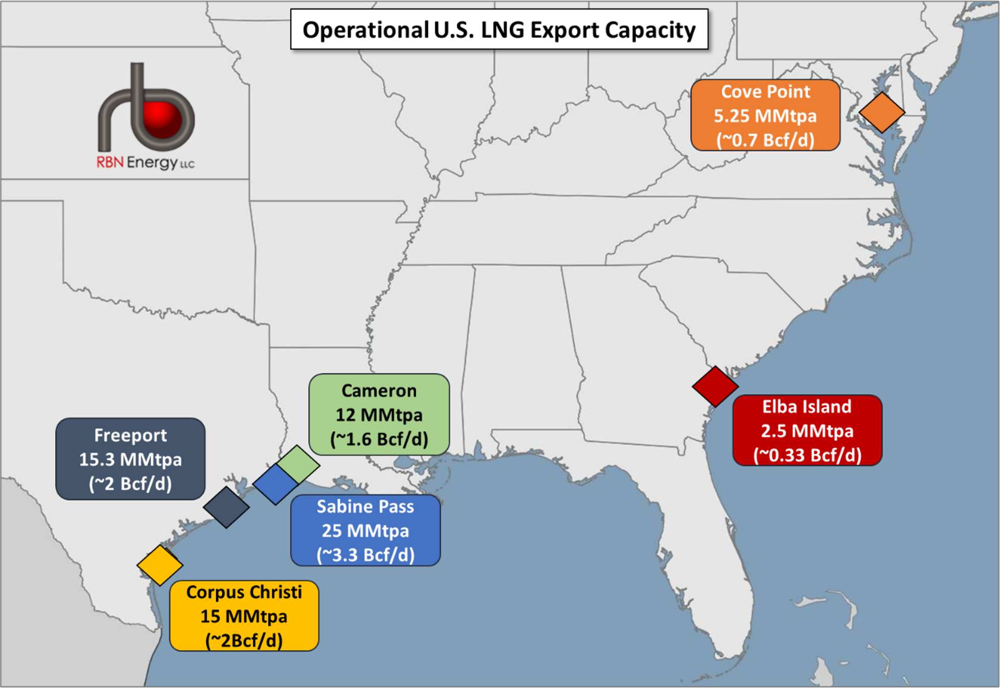 Operational U.S. LNG Export Capacity
RBN Energy LLC
Cove Point
5.25 MMtpa
(~0.7 Bcf/d)
Cameron
12 MMtpa
(~1.6 Bcf/d)
Freeport
15.3 MMtpa
(~2 Bcf/d)
Elba Island
2.5 MMtpa
(~0.33 Bcf/d)
Sabine Pass
25 MMtpa
(~3.3 Bcf/d)
Corpus Christi
15 MMtpa
(~2Bcf/d)